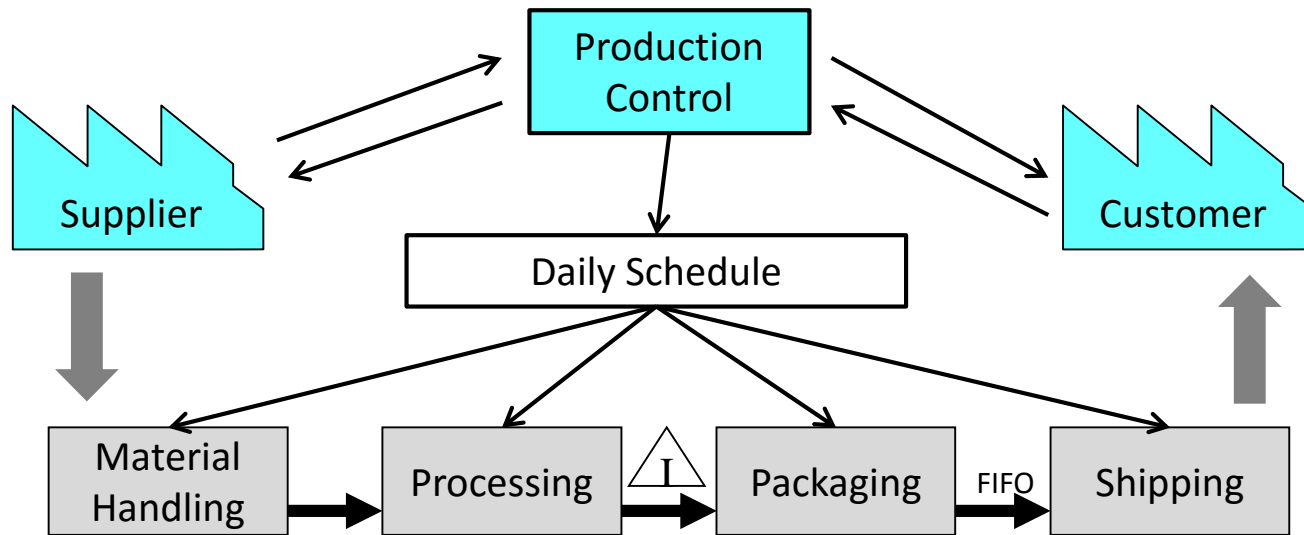 Production
Control
Supplier
Customer
Daily Schedule
Material
Handling
Processing
I
Packaging
FIFO
Shipping